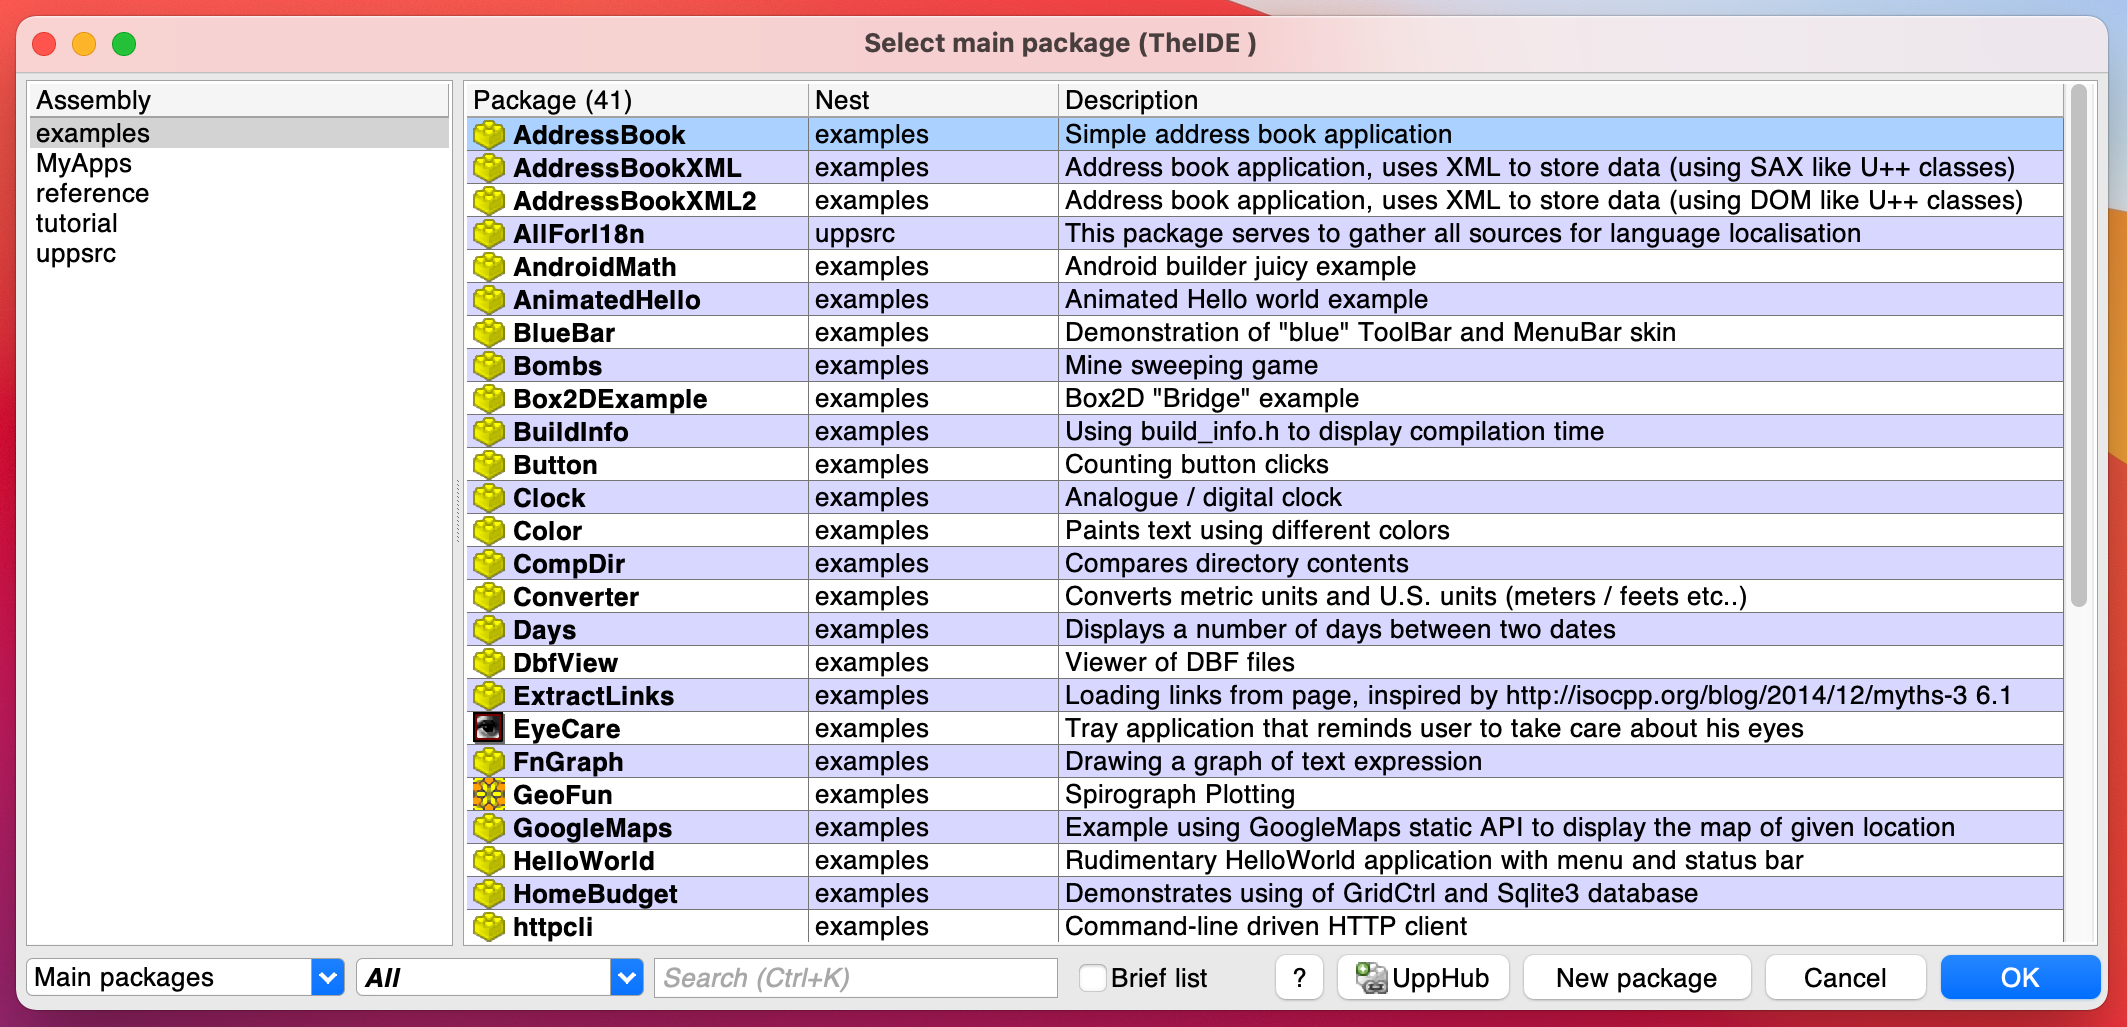 Select main package (TheIDE )
Assembly
examples
MyApps
reference
tutorial
uppsrc
Package (41) Nest Description
AddressBook examples Simple address book application
AddressBookXML examples Address book application, uses XML to store data (using SAX like U++ classes)
AddressBookXML2 examples Address book application, uses XML to store data (using DOM like U++ classes)
AllForI18n uppsrc This package serves to gather all sources for language localisation
AndroidMath examples Android builder juicy example
AnimatedHello examples Animated Hello world example
BlueBar examples Demonstration of "blue" ToolBar and MenuBar skin
Bombs examples Mine sweeping game
Box2DExample examples Box2D "Bridge" example
BuildInfo examples Using build_info.h to display compilation time
Button examples Counting button clicks
Clock examples Analogue / digital clock
Color examples Paints text using different colors
CompDir examples Compares directory contents
Converter examples Converts metric units and U.S. units (meters / feets etc..)
Days examples Displays a number of days between two dates
DbfView examples Viewer of DBF files
ExtractLinks examples Loading links from page, inspired by http://isocpp.org/blog/2014/12/myths-3 6.1
EyeCare examples Tray application that reminds user to take care about his eyes
FnGraph examples Drawing a graph of text expression
GeoFun examples Spirograph Plotting
GoogleMaps examples Example using GoogleMaps static API to display the map of given location
HelloWorld examples Rudimentary HelloWorld application with menu and status bar
HomeBudget examples Demonstrates using of GridCtrl and Sqlite3 database
httpcli examples Command-line driven HTTP client
Main packages All Search (Ctrl+K) Brief list ? UppHub New package Cancel OK